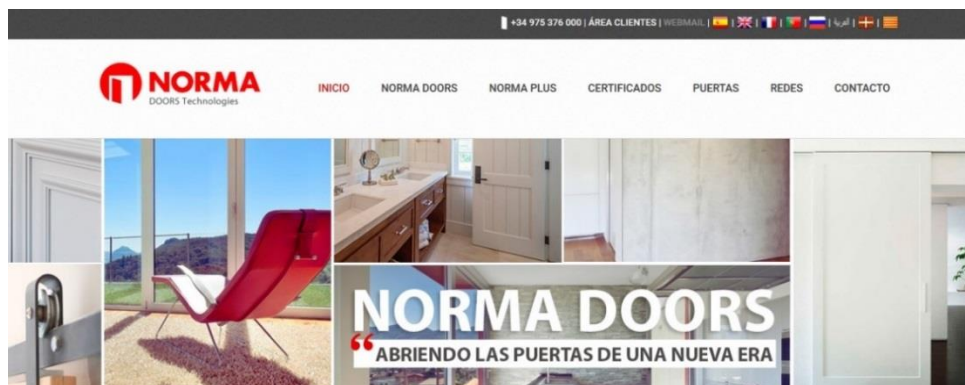 +34 975 376 000 | ÁREA CLIENTES | WEBMAIL | | | | | | العربية | |
NORMA
DOORS Technologies
INICIO NORMA DOORS NORMA PLUS CERTIFICADOS PUERTAS REDES CONTACTO
NORMA DOORS
“ABRIENDO LAS PUERTAS DE UNA NUEVA ERA